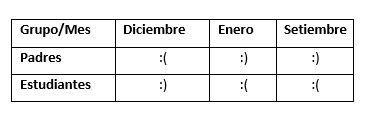 Grupo/Mes Diciembre Enero Setiembre
Padres :( :) :)
Estudiantes :) :( :(